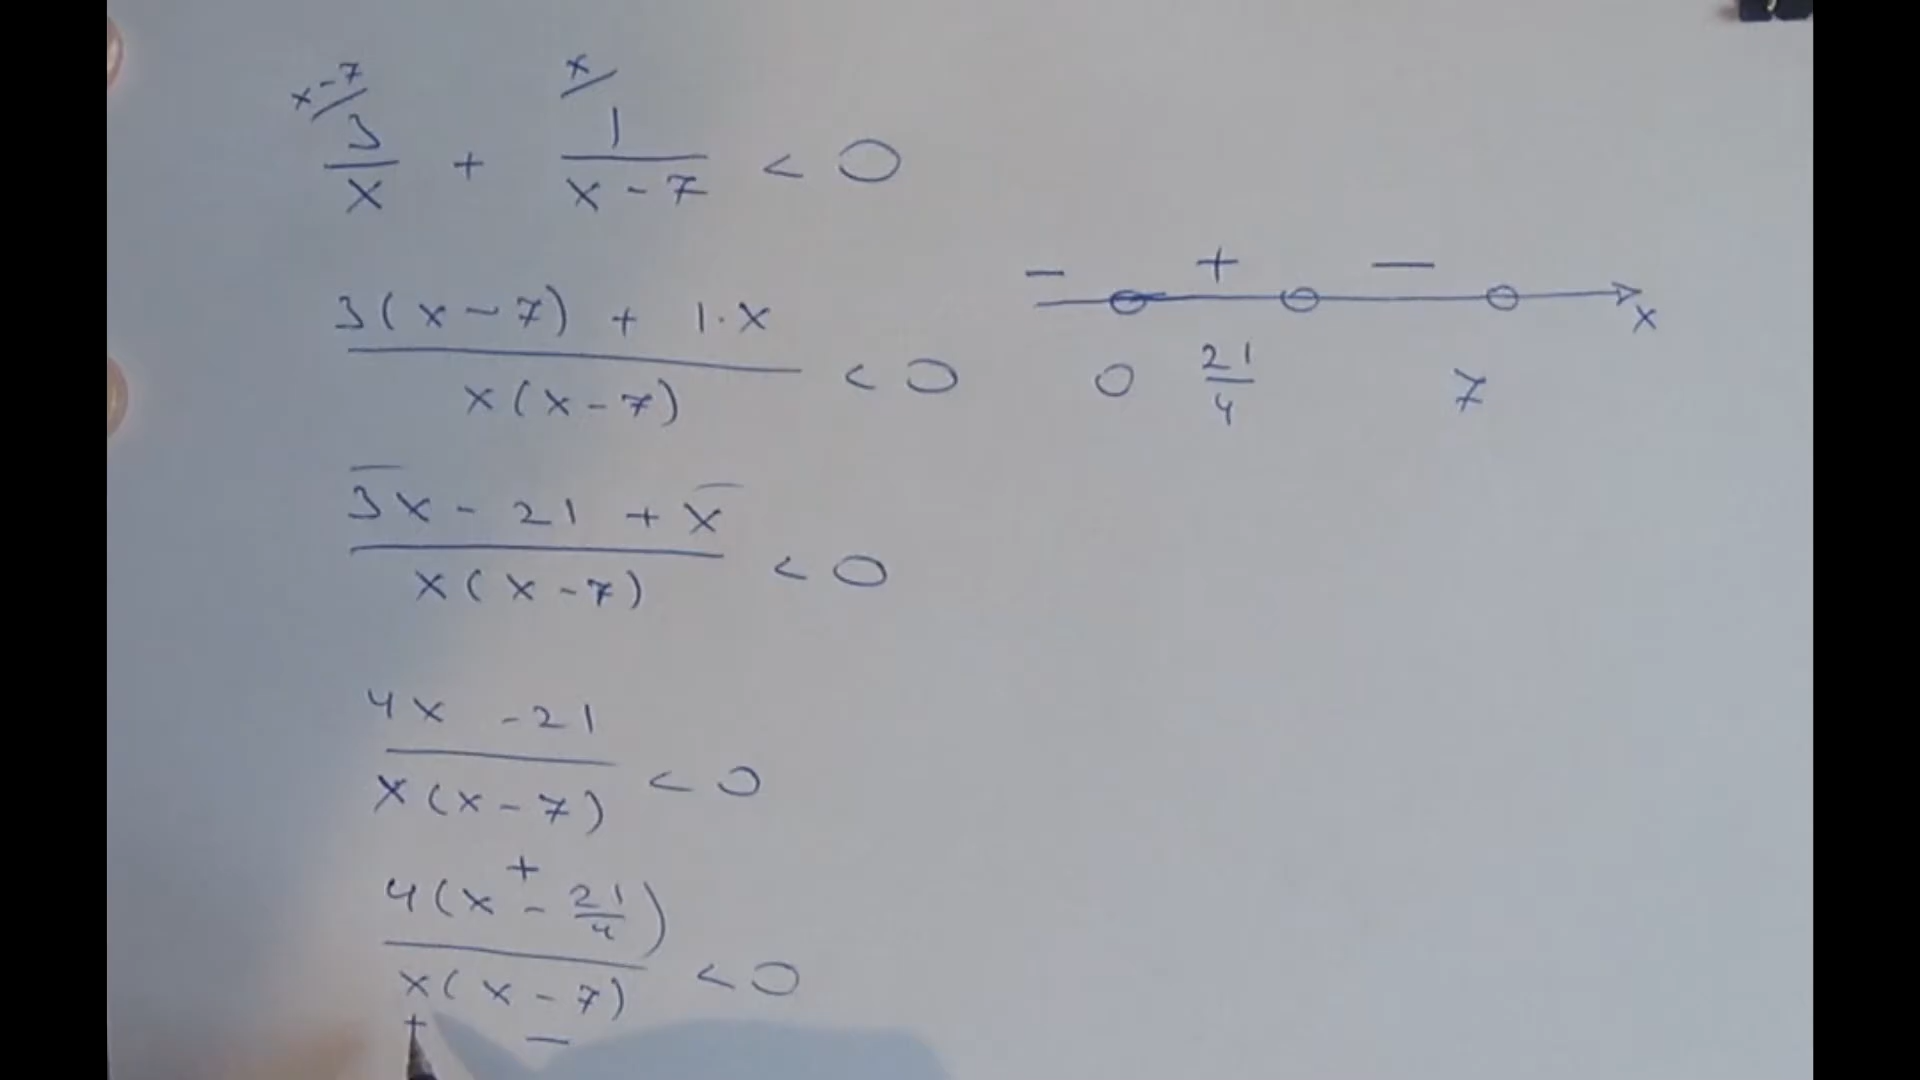 x-7/ x/
3/x + 1/(x-7) < 0
(3(x-7) + 1·x)/(x(x-7)) < 0
(3x - 21 + x)/(x(x-7)) < 0
(4x - 21)/(x(x-7)) < 0
+
4(x - 21/4)/(x(x-7)) < 0
+ -
- + -
x
0 21/4 7